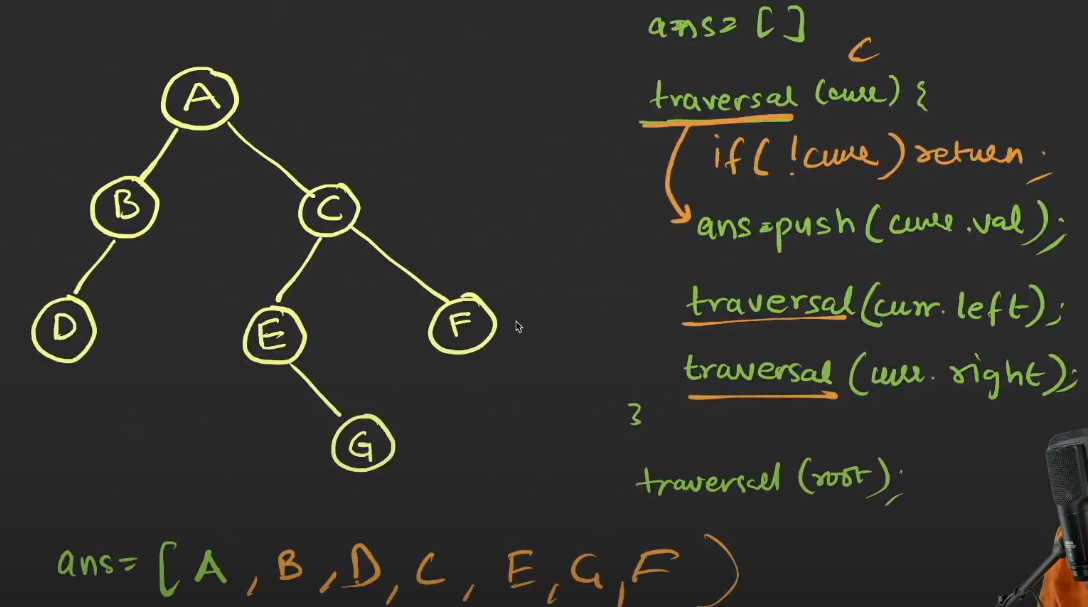 A
B
C
D
E
F
G
ans= [ ]
C
traversal (curr) {
if ( !curr ) return ;
ans=push (curr.val) ;
traversal (curr.left) ;
traversal (curr. right) ;
}
traversal (root) ;
ans= [ A , B , D , C , E , G , F )